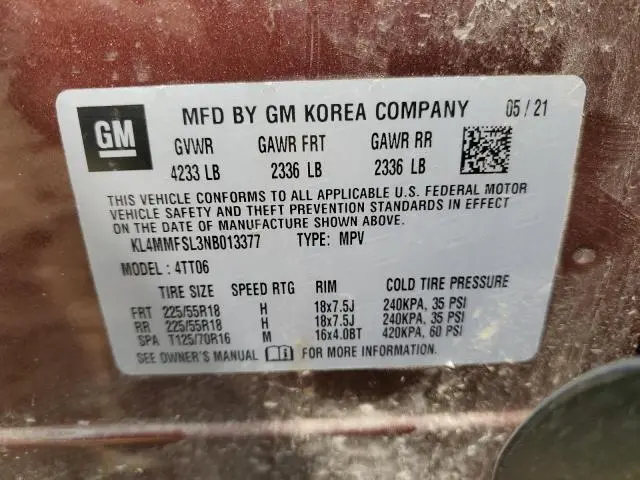 GM MFD BY GM KOREA COMPANY 05 / 21
GVWR GAWR FRT GAWR RR
4233 LB 2336 LB 2336 LB
THIS VEHICLE CONFORMS TO ALL APPLICABLE U.S. FEDERAL MOTOR
VEHICLE SAFETY AND THEFT PREVENTION STANDARDS IN EFFECT
ON THE DATE OF MANUFACTURE SHOWN ABOVE.
KL4MMFSL3NB013377 TYPE: MPV
MODEL: 4TT06
TIRE SIZE SPEED RTG RIM COLD TIRE PRESSURE
FRT 225/55R18 H 18x7.5J 240KPA, 35 PSI
RR 225/55R18 H 18x7.5J 240KPA, 35 PSI
SPA T125/70R16 16x4.0BT 420KPA, 60 PSI
SEE OWNER'S MANUAL FOR MORE INFORMATION.